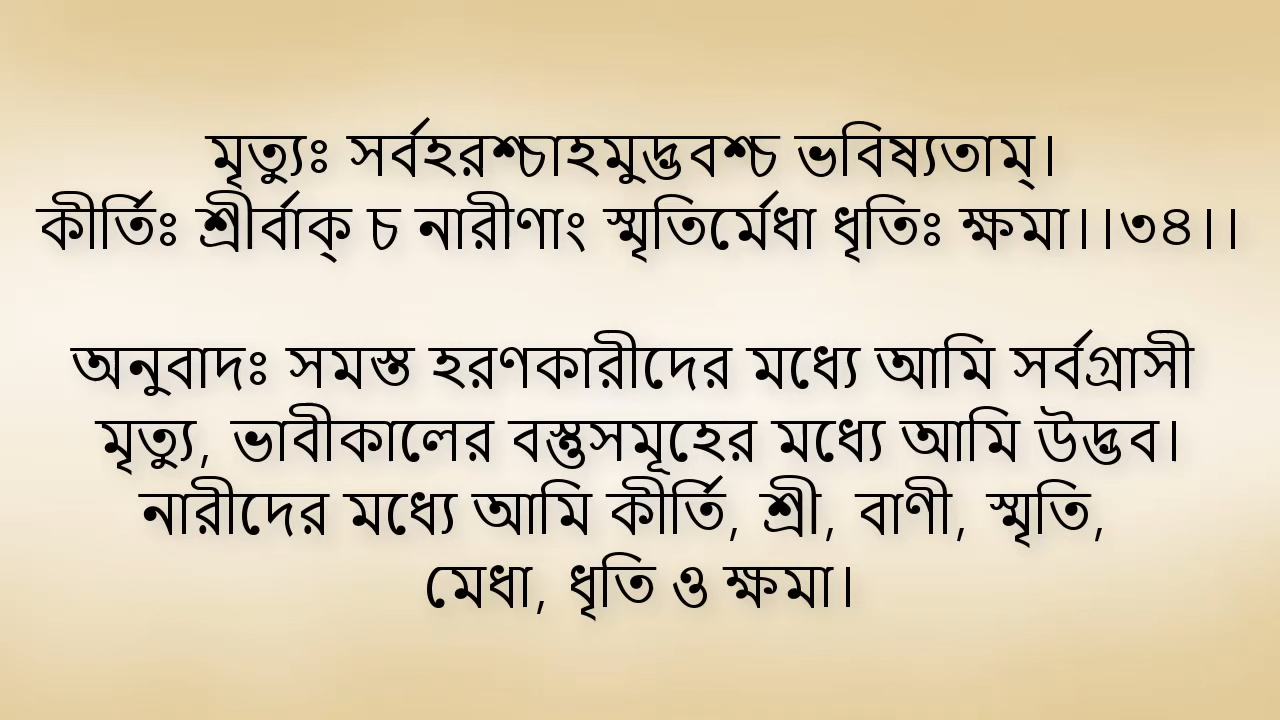 মৃত্যুঃ সর্বহরশ্চাহমুদ্ভবশ্চ ভবিষ্যতাম্।
কীর্তিঃ শ্রীর্বাক্ চ নারীণাং স্মৃতির্মেধা ধৃতিঃ ক্ষমা।।৩৪।।
অনুবাদঃ সমস্ত হরণকারীদের মধ্যে আমি সর্বগ্রাসী
মৃত্যু, ভাবীকালের বস্তুসমূহের মধ্যে আমি উদ্ভব।
নারীদের মধ্যে আমি কীর্তি, শ্রী, বাণী, স্মৃতি,
মেধা, ধৃতি ও ক্ষমা।